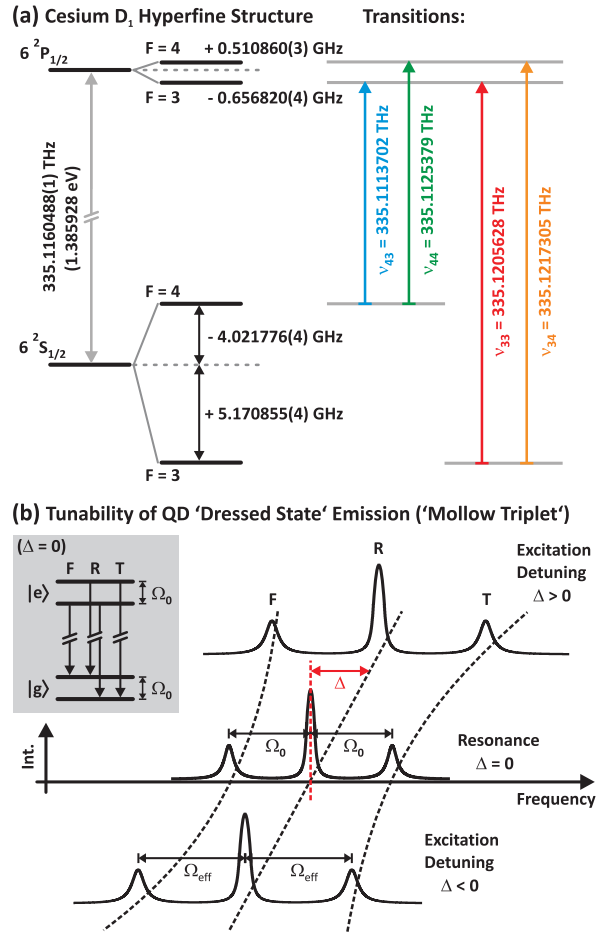 (a) Cesium D1 Hyperfine Structure
Transitions:
6 2P1/2
F = 4
+ 0.510860(3) GHz
F = 3
- 0.656820(4) GHz
335.1160488(1) THz
(1.385928 eV)
F = 4
- 4.021776(4) GHz
6 2S1/2
+ 5.170855(4) GHz
F = 3
ν43 = 335.1113702 THz
ν44 = 335.1125379 THz
ν33 = 335.1205628 THz
ν34 = 335.1217305 THz
(b) Tunability of QD ‘Dressed State‘ Emission (‘Mollow Triplet‘)
(Δ = 0)
F R T
|e⟩
Ω0
|g⟩
Ω0
F
R
T
Excitation
Detuning
Δ > 0
Δ
Ω0
Ω0
Resonance
Δ = 0
Int.
Frequency
Ωeff
Ωeff
Excitation
Detuning
Δ < 0